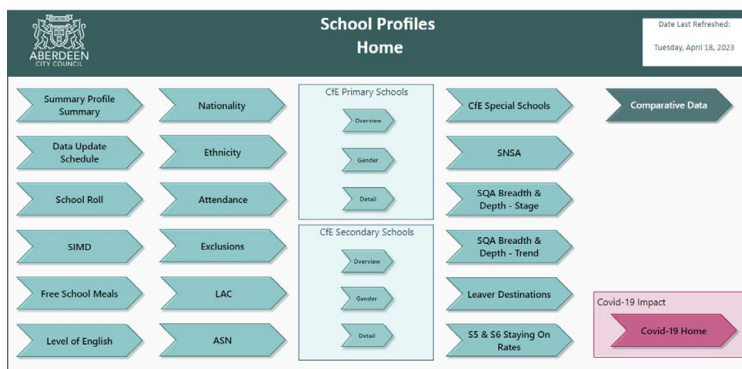 School Profiles
Home
ABERDEEN
CITY COUNCIL
Date Last Refreshed:
Tuesday, April 18, 2023
Summary Profile
Summary
Data Update
Schedule
School Roll
SIMD
Free School Meals
Level of English
Nationality
Ethnicity
Attendance
Exclusions
LAC
ASN
CfE Primary Schools
Overview
Gender
Detail
CfE Secondary Schools
Overview
Gender
Detail
CfE Special Schools
SNSA
SQA Breadth &
Depth - Stage
SQA Breadth &
Depth - Trend
Leaver Destinations
S5 & S6 Staying On
Rates
Comparative Data
Covid-19 Impact
Covid-19 Home